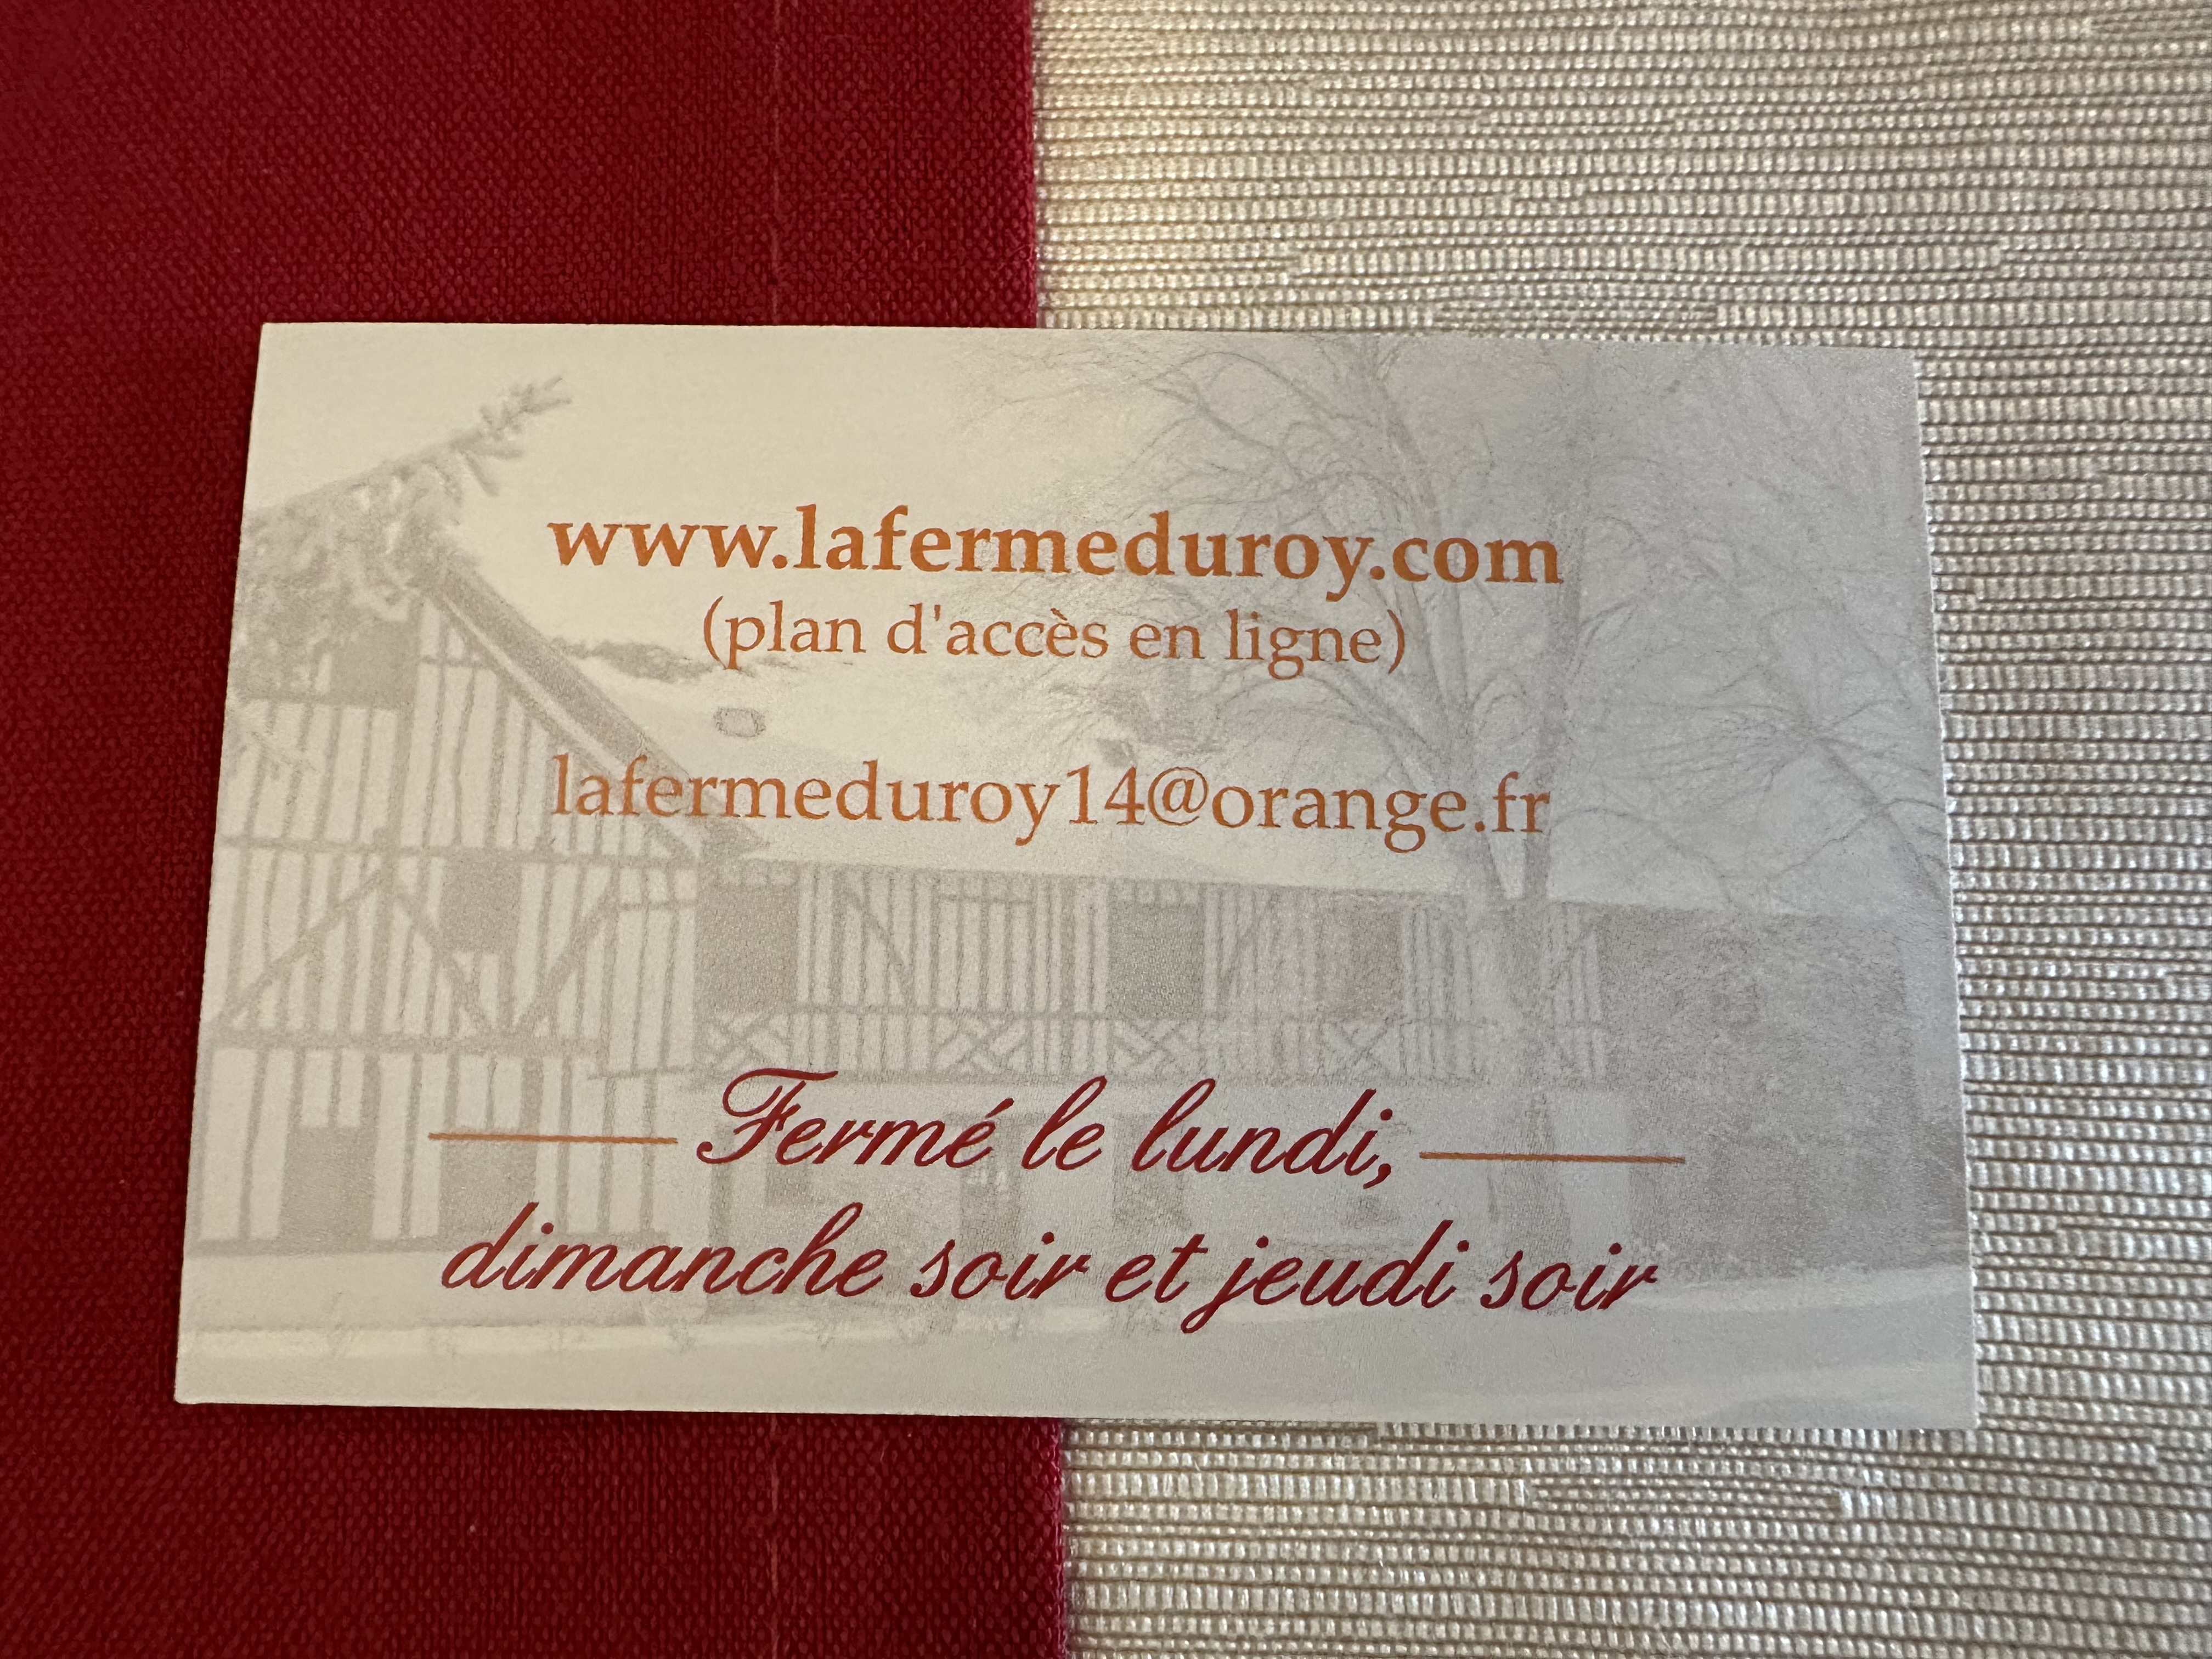 www.lafermeduroy.com
(plan d'accès en ligne)
lafermeduroy14@orange.fr
Fermé le lundi,
dimanche soir et jeudi soir